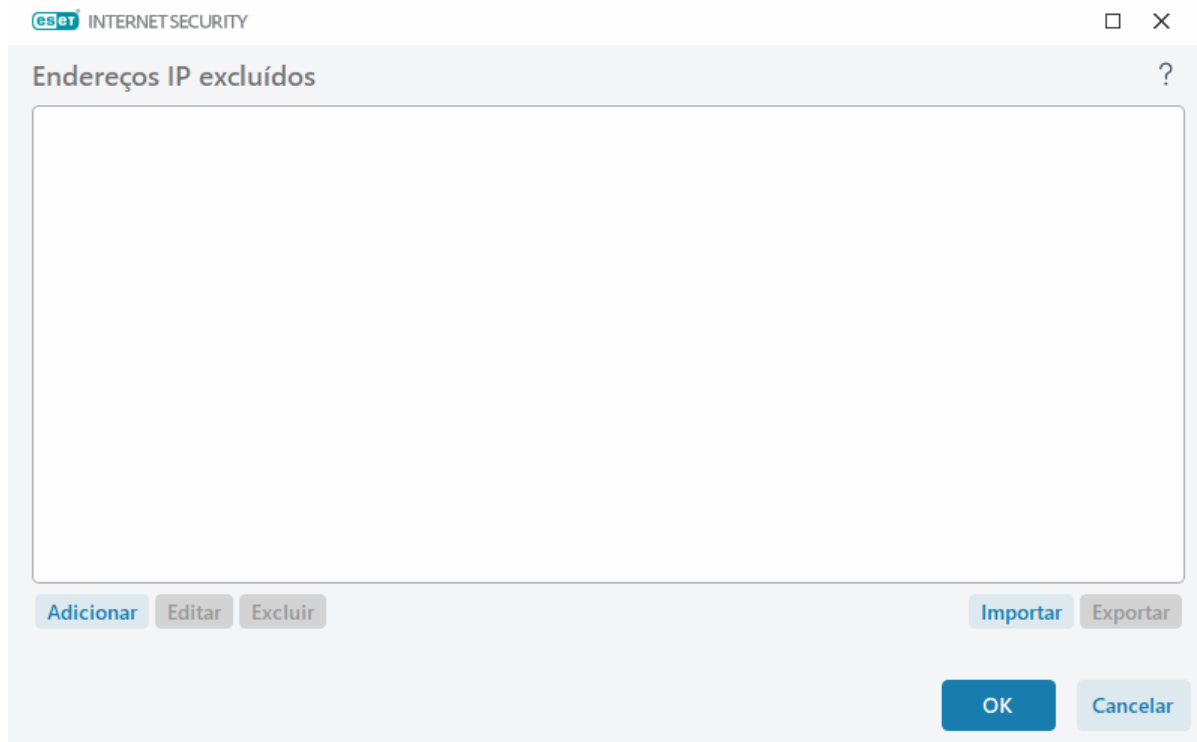 eset INTERNET SECURITY
Endereços IP excluídos ?
Adicionar Editar Excluir Importar Exportar
OK Cancelar